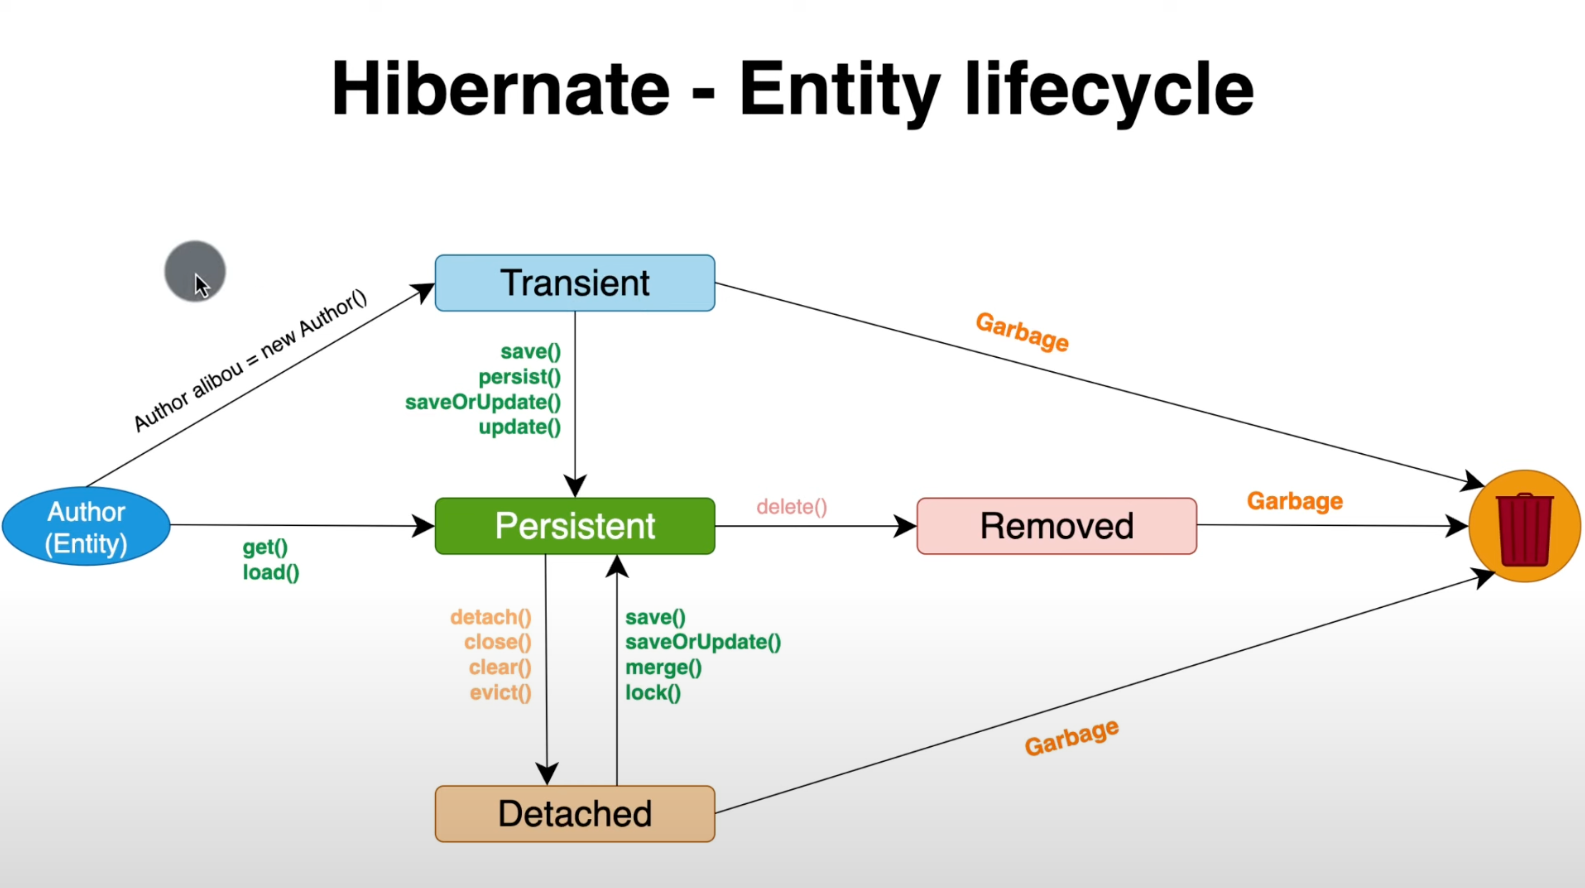 Hibernate - Entity lifecycle
Transient
Author alibou = new Author()
Garbage
save()
persist()
saveOrUpdate()
update()
Author
(Entity)
get()
load()
Persistent
delete()
Removed
Garbage
detach()
close()
clear()
evict()
save()
saveOrUpdate()
merge()
lock()
Garbage
Detached